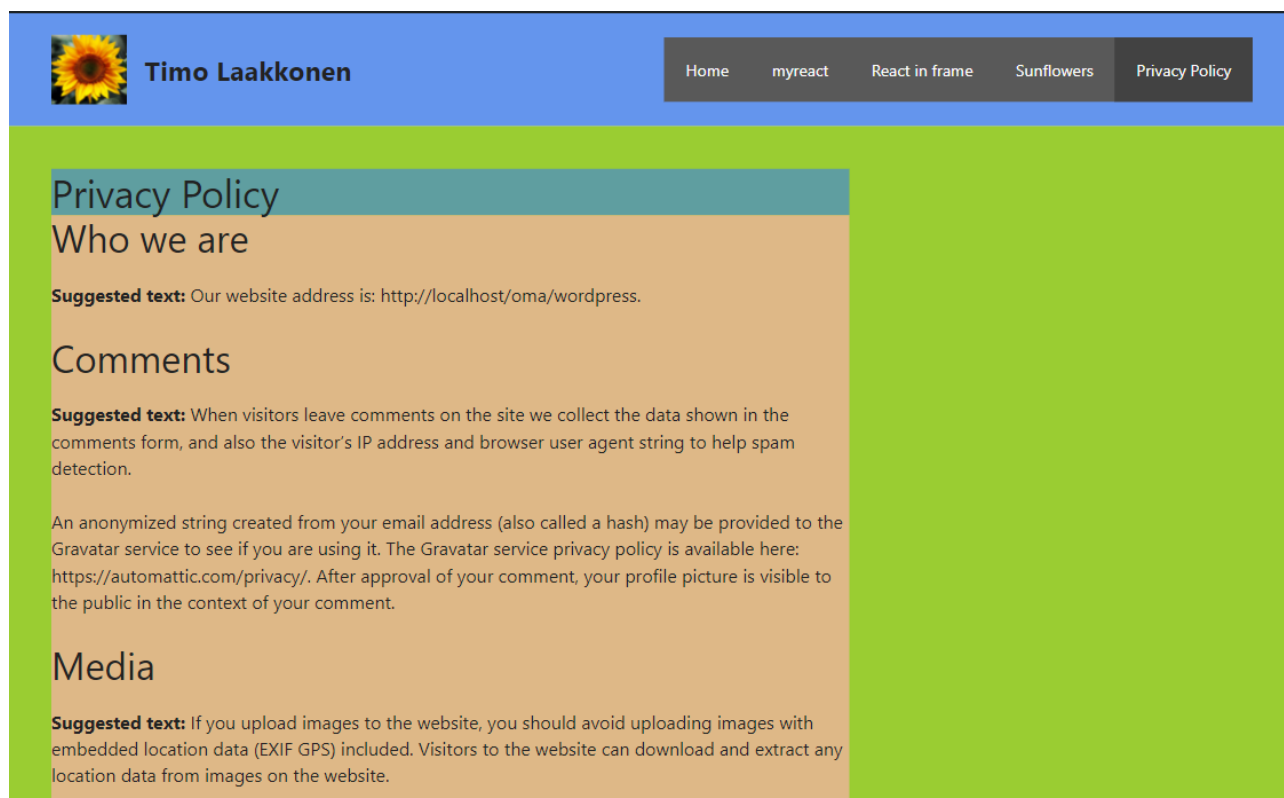 Timo Laakkonen
Home myreact React in frame Sunflowers Privacy Policy
Privacy Policy
Who we are
Suggested text: Our website address is: http://localhost/oma/wordpress.
Comments
Suggested text: When visitors leave comments on the site we collect the data shown in the
comments form, and also the visitor’s IP address and browser user agent string to help spam
detection.
An anonymized string created from your email address (also called a hash) may be provided to the
Gravatar service to see if you are using it. The Gravatar service privacy policy is available here:
https://automattic.com/privacy/. After approval of your comment, your profile picture is visible to
the public in the context of your comment.
Media
Suggested text: If you upload images to the website, you should avoid uploading images with
embedded location data (EXIF GPS) included. Visitors to the website can download and extract any
location data from images on the website.